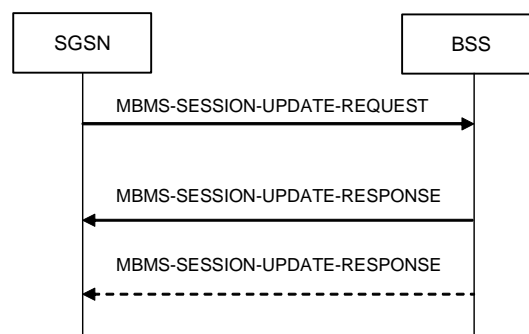 SGSN
BSS
MBMS-SESSION-UPDATE-REQUEST
MBMS-SESSION-UPDATE-RESPONSE
MBMS-SESSION-UPDATE-RESPONSE